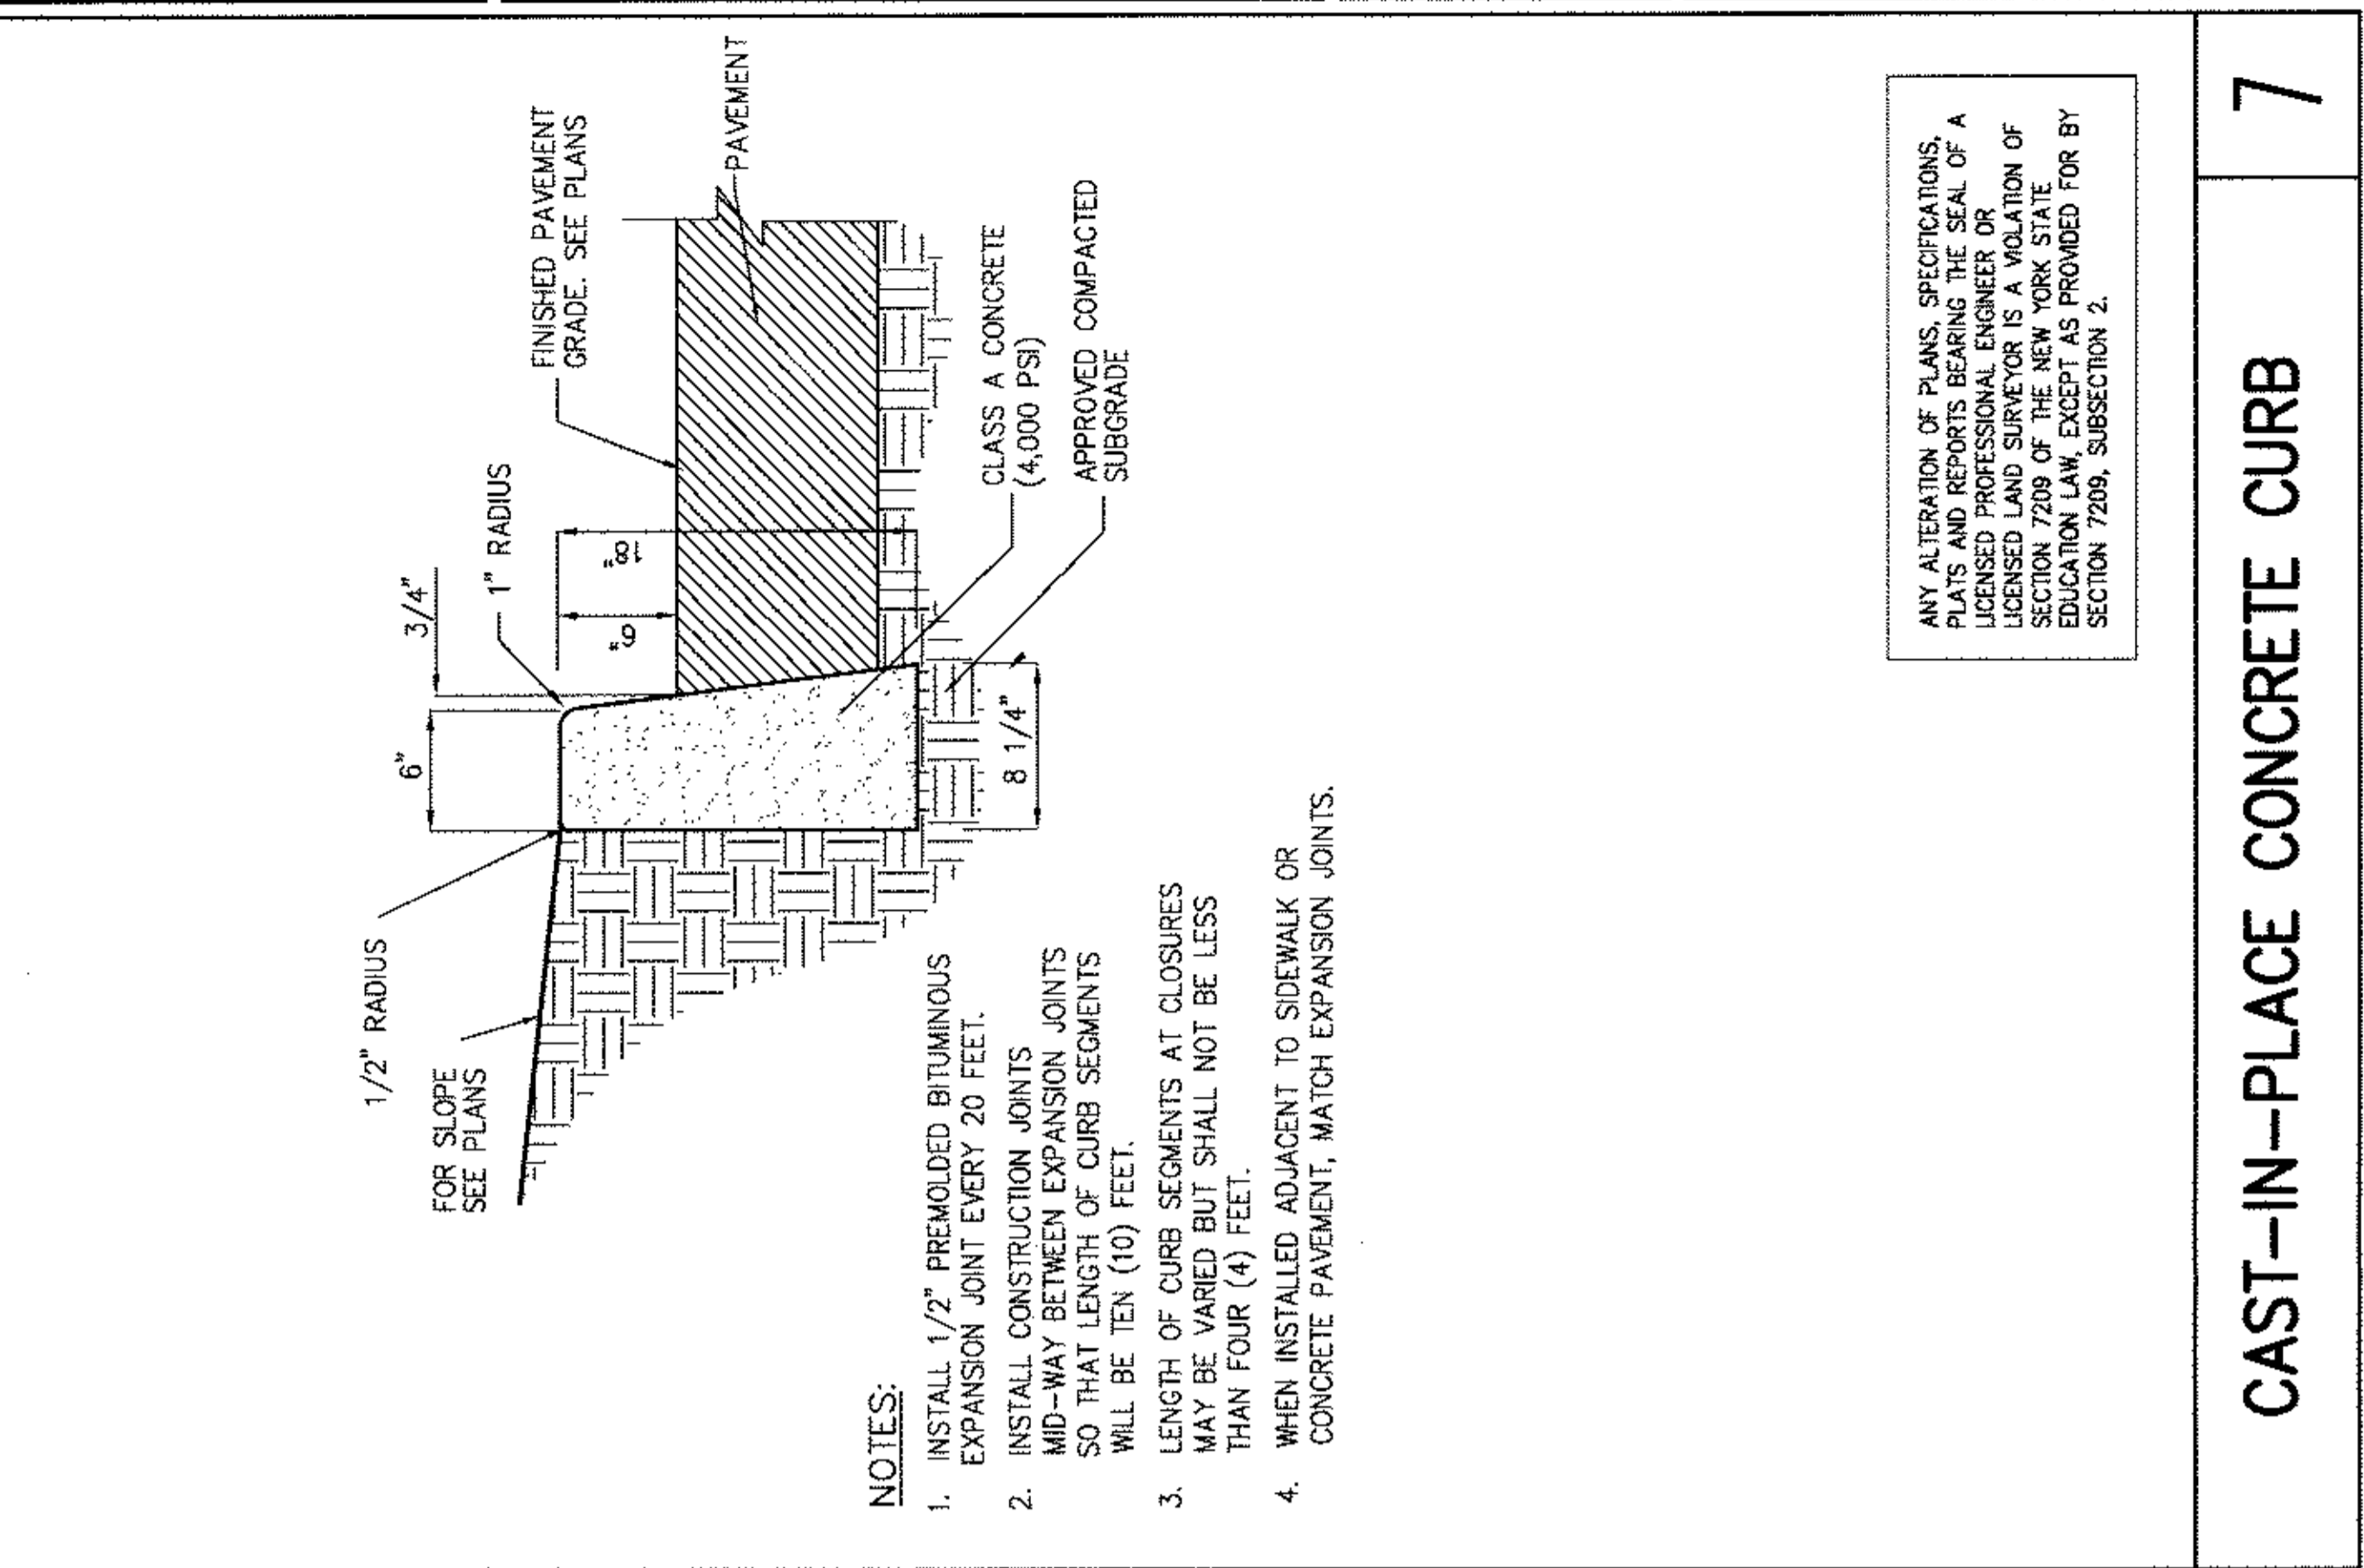 1/2" RADIUS
FOR SLOPE
SEE PLANS
6"
3/4"
1" RADIUS
6"
18"
FINISHED PAVEMENT
GRADE. SEE PLANS
PAVEMENT
CLASS A CONCRETE
(4,000 PSI)
APPROVED COMPACTED
SUBGRADE
8 1/4"
NOTES:
1. INSTALL 1/2" PREMOLDED BITUMINOUS
EXPANSION JOINT EVERY 20 FEET.
2. INSTALL CONSTRUCTION JOINTS
MID-WAY BETWEEN EXPANSION JOINTS
SO THAT LENGTH OF CURB SEGMENTS
WILL BE TEN (10) FEET.
3. LENGTH OF CURB SEGMENTS AT CLOSURES
MAY BE VARIED BUT SHALL NOT BE LESS
THAN FOUR (4) FEET.
4. WHEN INSTALLED ADJACENT TO SIDEWALK OR
CONCRETE PAVEMENT, MATCH EXPANSION JOINTS.
ANY ALTERATION OF PLANS, SPECIFICATIONS,
PLATS AND REPORTS BEARING THE SEAL OF A
LICENSED PROFESSIONAL ENGINEER OR
LICENSED LAND SURVEYOR IS A VIOLATION OF
SECTION 7209 OF THE NEW YORK STATE
EDUCATION LAW, EXCEPT AS PROVIDED FOR BY
SECTION 7209, SUBSECTION 2.
CAST-IN-PLACE CONCRETE CURB
7